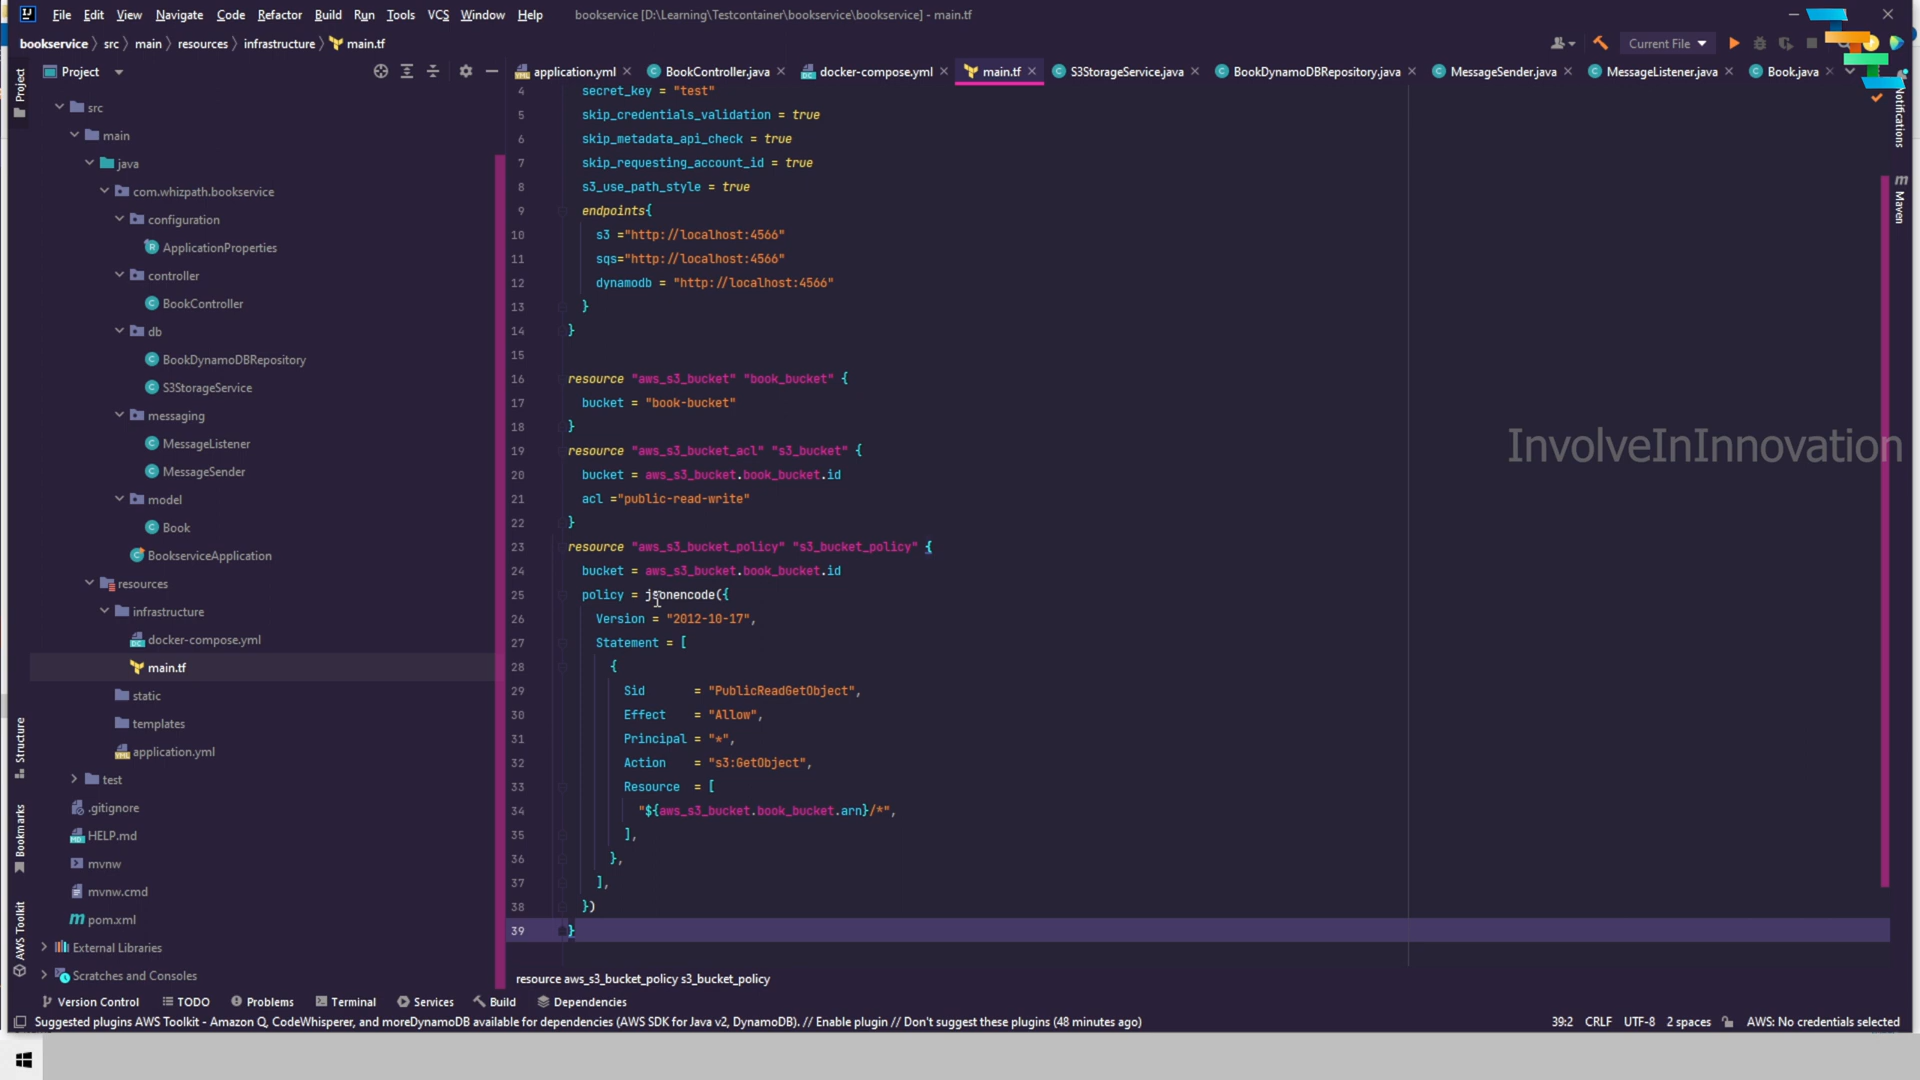 File Edit View Navigate Code Refactor Build Run Tools VCS Window Help bookservice [D:\Learning\Testcontainer\bookservice\bookservice] - main.tf
bookservice src main resources infrastructure main.tf Current File
Project application.yml BookController.java docker-compose.yml main.tf S3StorageService.java BookDynamoDBRepository.java MessageSender.java MessageListener.java Book.java
Project
Structure
Bookmarks
AWS Toolkit
src
main
java
com.whizpath.bookservice
configuration
ApplicationProperties
controller
BookController
db
BookDynamoDBRepository
S3StorageService
messaging
MessageListener
MessageSender
model
Book
BookserviceApplication
resources
infrastructure
docker-compose.yml
main.tf
static
templates
application.yml
test
.gitignore
HELP.md
mvnw
mvnw.cmd
pom.xml
External Libraries
Scratches and Consoles
4 secret_key = "test"
5 skip_credentials_validation = true
6 skip_metadata_api_check = true
7 skip_requesting_account_id = true
8 s3_use_path_style = true
9 endpoints{
10 s3 ="http://localhost:4566"
11 sqs="http://localhost:4566"
12 dynamodb = "http://localhost:4566"
13 }
14 }
15
16 resource "aws_s3_bucket" "book_bucket" {
17 bucket = "book-bucket"
18 }
19 resource "aws_s3_bucket_acl" "s3_bucket" {
20 bucket = aws_s3_bucket.book_bucket.id
21 acl ="public-read-write"
22 }
23 resource "aws_s3_bucket_policy" "s3_bucket_policy" {
24 bucket = aws_s3_bucket.book_bucket.id
25 policy = jsonencode({
26 Version = "2012-10-17",
27 Statement = [
28 {
29 Sid = "PublicReadGetObject",
30 Effect = "Allow",
31 Principal = "*",
32 Action = "s3:GetObject",
33 Resource = [
34 "${aws_s3_bucket.book_bucket.arn}/*",
35 ],
36 },
37 ],
38 })
39 }
resource aws_s3_bucket_policy s3_bucket_policy
InvolveInInnovation
Notifications
Maven
Version Control TODO Problems Terminal Services Build Dependencies
Suggested plugins AWS Toolkit - Amazon Q, CodeWhisperer, and moreDynamoDB available for dependencies (AWS SDK for Java v2, DynamoDB). // Enable plugin // Don't suggest these plugins (48 minutes ago) 39:2 CRLF UTF-8 2 spaces AWS: No credentials selected